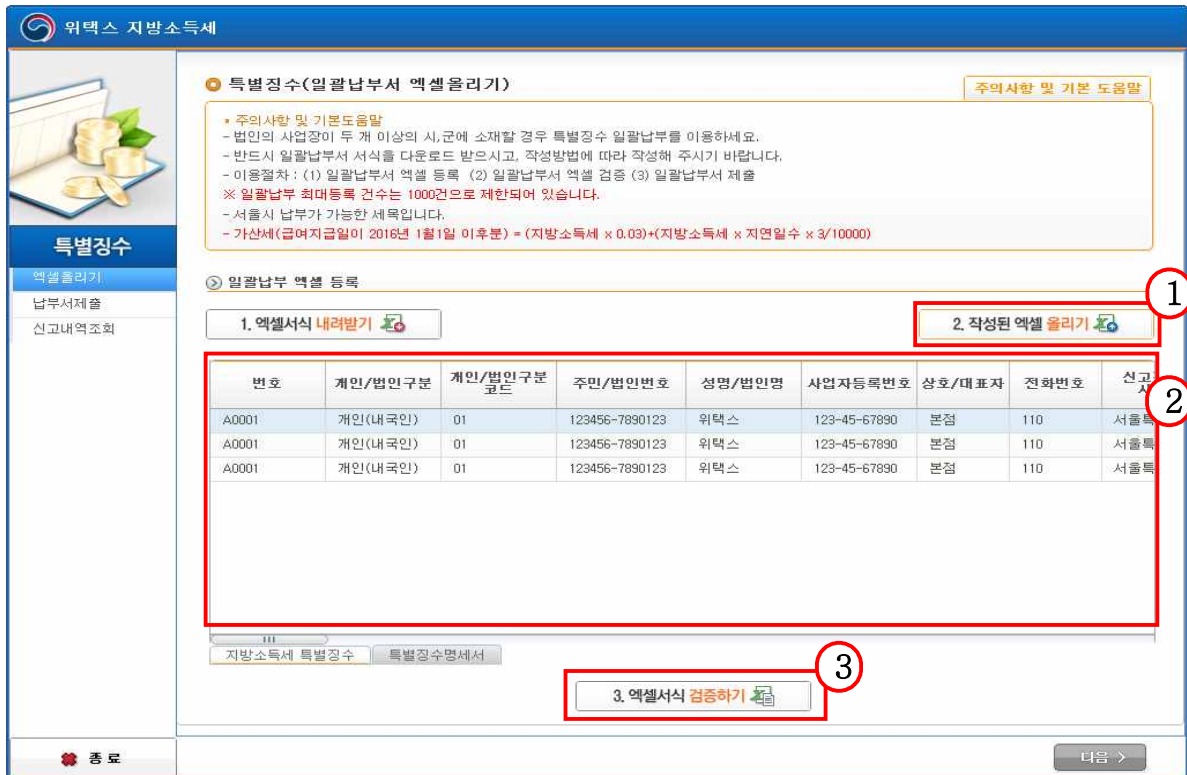 위택스 지방소득세
특별징수(일괄납부서 엑셀올리기)
주의사항 및 기본 도움말
• 주의사항 및 기본도움말
- 법인의 사업장이 두 개 이상의 시,군에 소재할 경우 특별징수 일괄납부를 이용하세요.
- 반드시 일괄납부서 서식을 다운로드 받으시고, 작성방법에 따라 작성해 주시기 바랍니다.
- 이용절차 : (1) 일괄납부서 엑셀 등록 (2) 일괄납부서 엑셀 검증 (3) 일괄납부서 제출
※ 일괄납부 최대등록 건수는 1000건으로 제한되어 있습니다.
- 서울시 납부가 가능한 세목입니다.
- 가산세(급여지급일이 2016년 1월1일 이후분) = (지방소득세 x 0.03)+(지방소득세 x 지연일수 x 3/10000)
특별징수
엑셀올리기
납부서제출
신고내역조회
일괄납부 엑셀 등록
1
1. 엑셀서식 내려받기
2. 작성된 엑셀 올리기
2
번호 개인/법인구분 개인/법인구분코드 주민/법인번호 성명/법인명 사업자등록번호 상호/대표자 전화번호 신고
A0001 개인(내국인) 01 123456-7890123 위택스 123-45-67890 본점 110 서울특
A0001 개인(내국인) 01 123456-7890123 위택스 123-45-67890 본점 110 서울특
A0001 개인(내국인) 01 123456-7890123 위택스 123-45-67890 본점 110 서울특
지방소득세 특별징수 특별징수명세서
3
3. 엑셀서식 검증하기
종료
다음 >